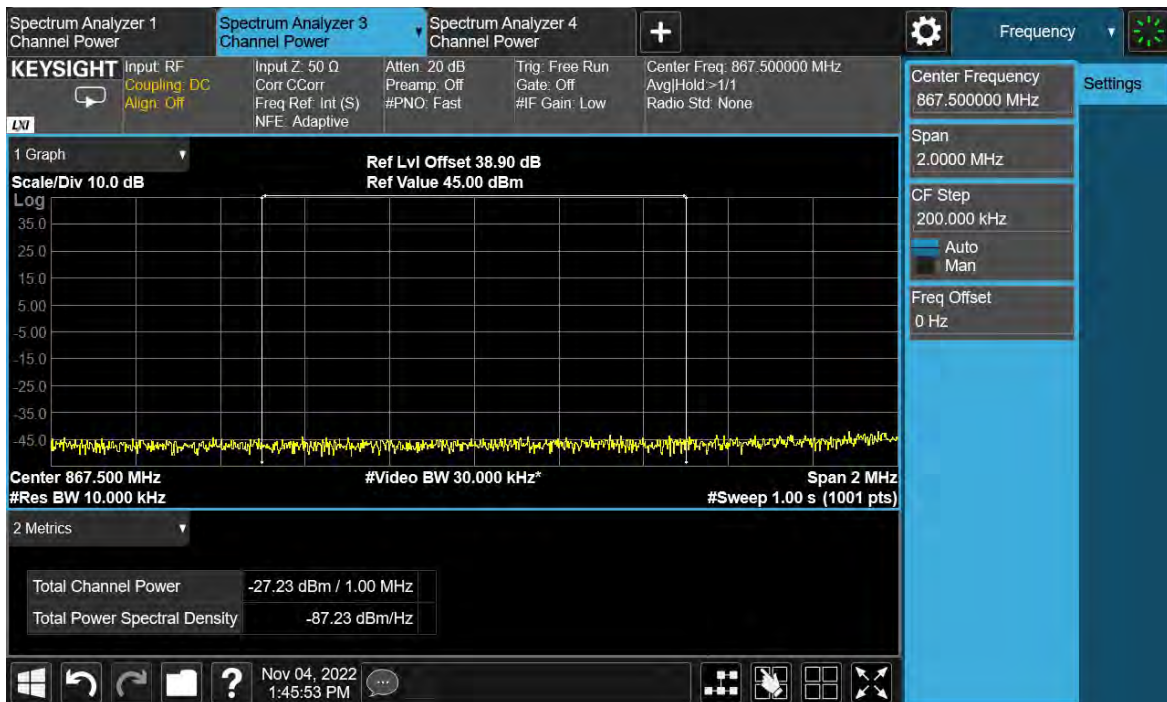 Spectrum Analyzer 1
Channel Power
Spectrum Analyzer 3
Channel Power
Spectrum Analyzer 4
Channel Power
+
Frequency
KEYSIGHT
LXI
Input: RF
Coupling: DC
Align: Off
Input Z: 50 Ω
Corr CCorr
Freq Ref: Int (S)
NFE: Adaptive
Atten: 20 dB
Preamp: Off
#PNO: Fast
Trig: Free Run
Gate: Off
#IF Gain: Low
Center Freq: 867.500000 MHz
Avg|Hold:>1/1
Radio Std: None
1 Graph
Scale/Div 10.0 dB
Ref Lvl Offset 38.90 dB
Ref Value 45.00 dBm
Log
35.0
25.0
15.0
5.00
-5.00
-15.0
-25.0
-35.0
-45.0
Center 867.500 MHz
#Res BW 10.000 kHz
#Video BW 30.000 kHz*
Span 2 MHz
#Sweep 1.00 s (1001 pts)
2 Metrics
Total Channel Power -27.23 dBm / 1.00 MHz
Total Power Spectral Density -87.23 dBm/Hz
?
Nov 04, 2022
1:45:53 PM
Center Frequency
867.500000 MHz
Span
2.0000 MHz
CF Step
200.000 kHz
Auto
Man
Freq Offset
0 Hz
Settings